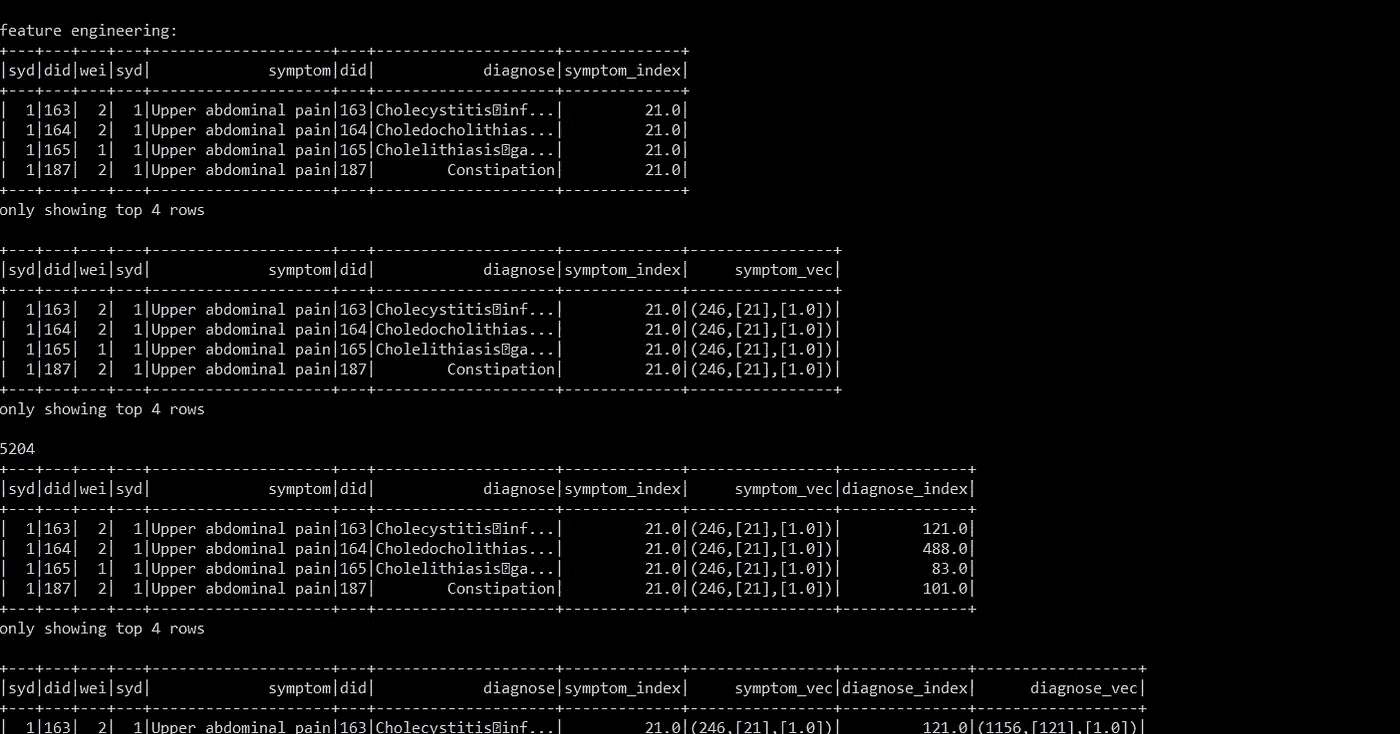 feature engineering:
+---+---+---+---+--------------------+---+--------------------+-------------+
|syd|did|wei|syd|             symptom|did|            diagnose|symptom_index|
+---+---+---+---+--------------------+---+--------------------+-------------+
|  1|163|  2|  1|Upper abdominal pain|163|Cholecystitis�inf...|         21.0|
|  1|164|  2|  1|Upper abdominal pain|164|Choledocholithias...|         21.0|
|  1|165|  1|  1|Upper abdominal pain|165|Cholelithiasis�ga...|         21.0|
|  1|187|  2|  1|Upper abdominal pain|187|        Constipation|         21.0|
+---+---+---+---+--------------------+---+--------------------+-------------+
only showing top 4 rows
+---+---+---+---+--------------------+---+--------------------+-------------+----------------+
|syd|did|wei|syd|             symptom|did|            diagnose|symptom_index|     symptom_vec|
+---+---+---+---+--------------------+---+--------------------+-------------+----------------+
|  1|163|  2|  1|Upper abdominal pain|163|Cholecystitis�inf...|         21.0|(246,[21],[1.0])|
|  1|164|  2|  1|Upper abdominal pain|164|Choledocholithias...|         21.0|(246,[21],[1.0])|
|  1|165|  1|  1|Upper abdominal pain|165|Cholelithiasis�ga...|         21.0|(246,[21],[1.0])|
|  1|187|  2|  1|Upper abdominal pain|187|        Constipation|         21.0|(246,[21],[1.0])|
+---+---+---+---+--------------------+---+--------------------+-------------+----------------+
only showing top 4 rows
5204
+---+---+---+---+--------------------+---+--------------------+-------------+----------------+--------------+
|syd|did|wei|syd|             symptom|did|            diagnose|symptom_index|     symptom_vec|diagnose_index|
+---+---+---+---+--------------------+---+--------------------+-------------+----------------+--------------+
|  1|163|  2|  1|Upper abdominal pain|163|Cholecystitis�inf...|         21.0|(246,[21],[1.0])|         121.0|
|  1|164|  2|  1|Upper abdominal pain|164|Choledocholithias...|         21.0|(246,[21],[1.0])|         488.0|
|  1|165|  1|  1|Upper abdominal pain|165|Cholelithiasis�ga...|         21.0|(246,[21],[1.0])|          83.0|
|  1|187|  2|  1|Upper abdominal pain|187|        Constipation|         21.0|(246,[21],[1.0])|         101.0|
+---+---+---+---+--------------------+---+--------------------+-------------+----------------+--------------+
only showing top 4 rows
+---+---+---+---+--------------------+---+--------------------+-------------+----------------+--------------+------------------+
|syd|did|wei|syd|             symptom|did|            diagnose|symptom_index|     symptom_vec|diagnose_index|      diagnose_vec|
+---+---+---+---+--------------------+---+--------------------+-------------+----------------+--------------+------------------+
|  1|163|  2|  1|Upper abdominal pain|163|Cholecystitis�inf...|         21.0|(246,[21],[1.0])|         121.0|(1156,[121],[1.0])|